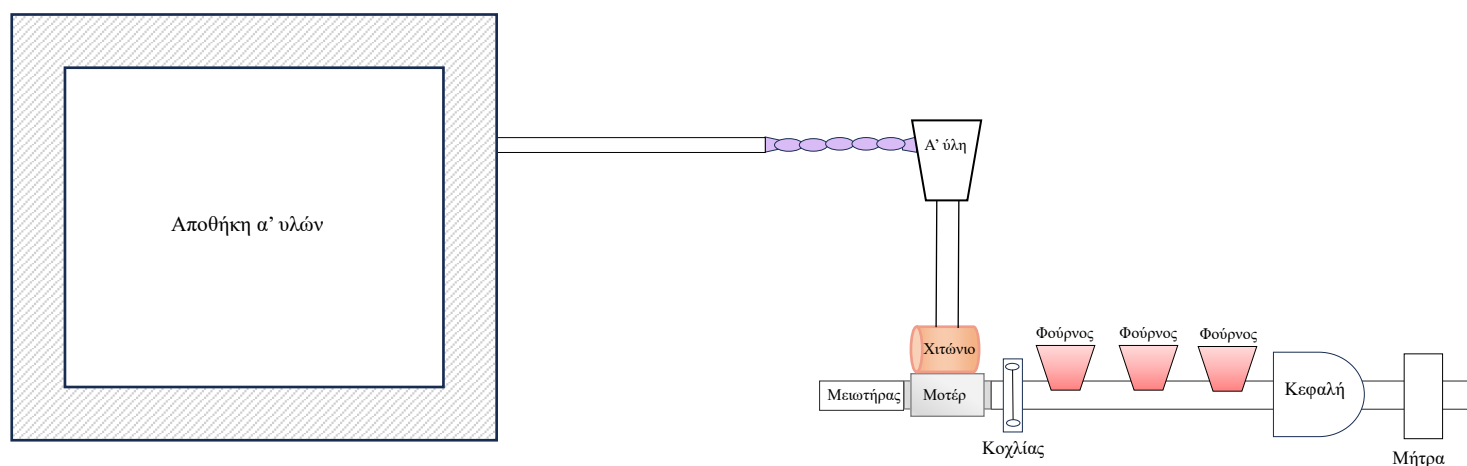 Αποθήκη α’ υλών
Α’ ύλη
Χιτώνιο
Μειωτήρας
Μοτέρ
Κοχλίας
Φούρνος
Φούρνος
Φούρνος
Κεφαλή
Μήτρα